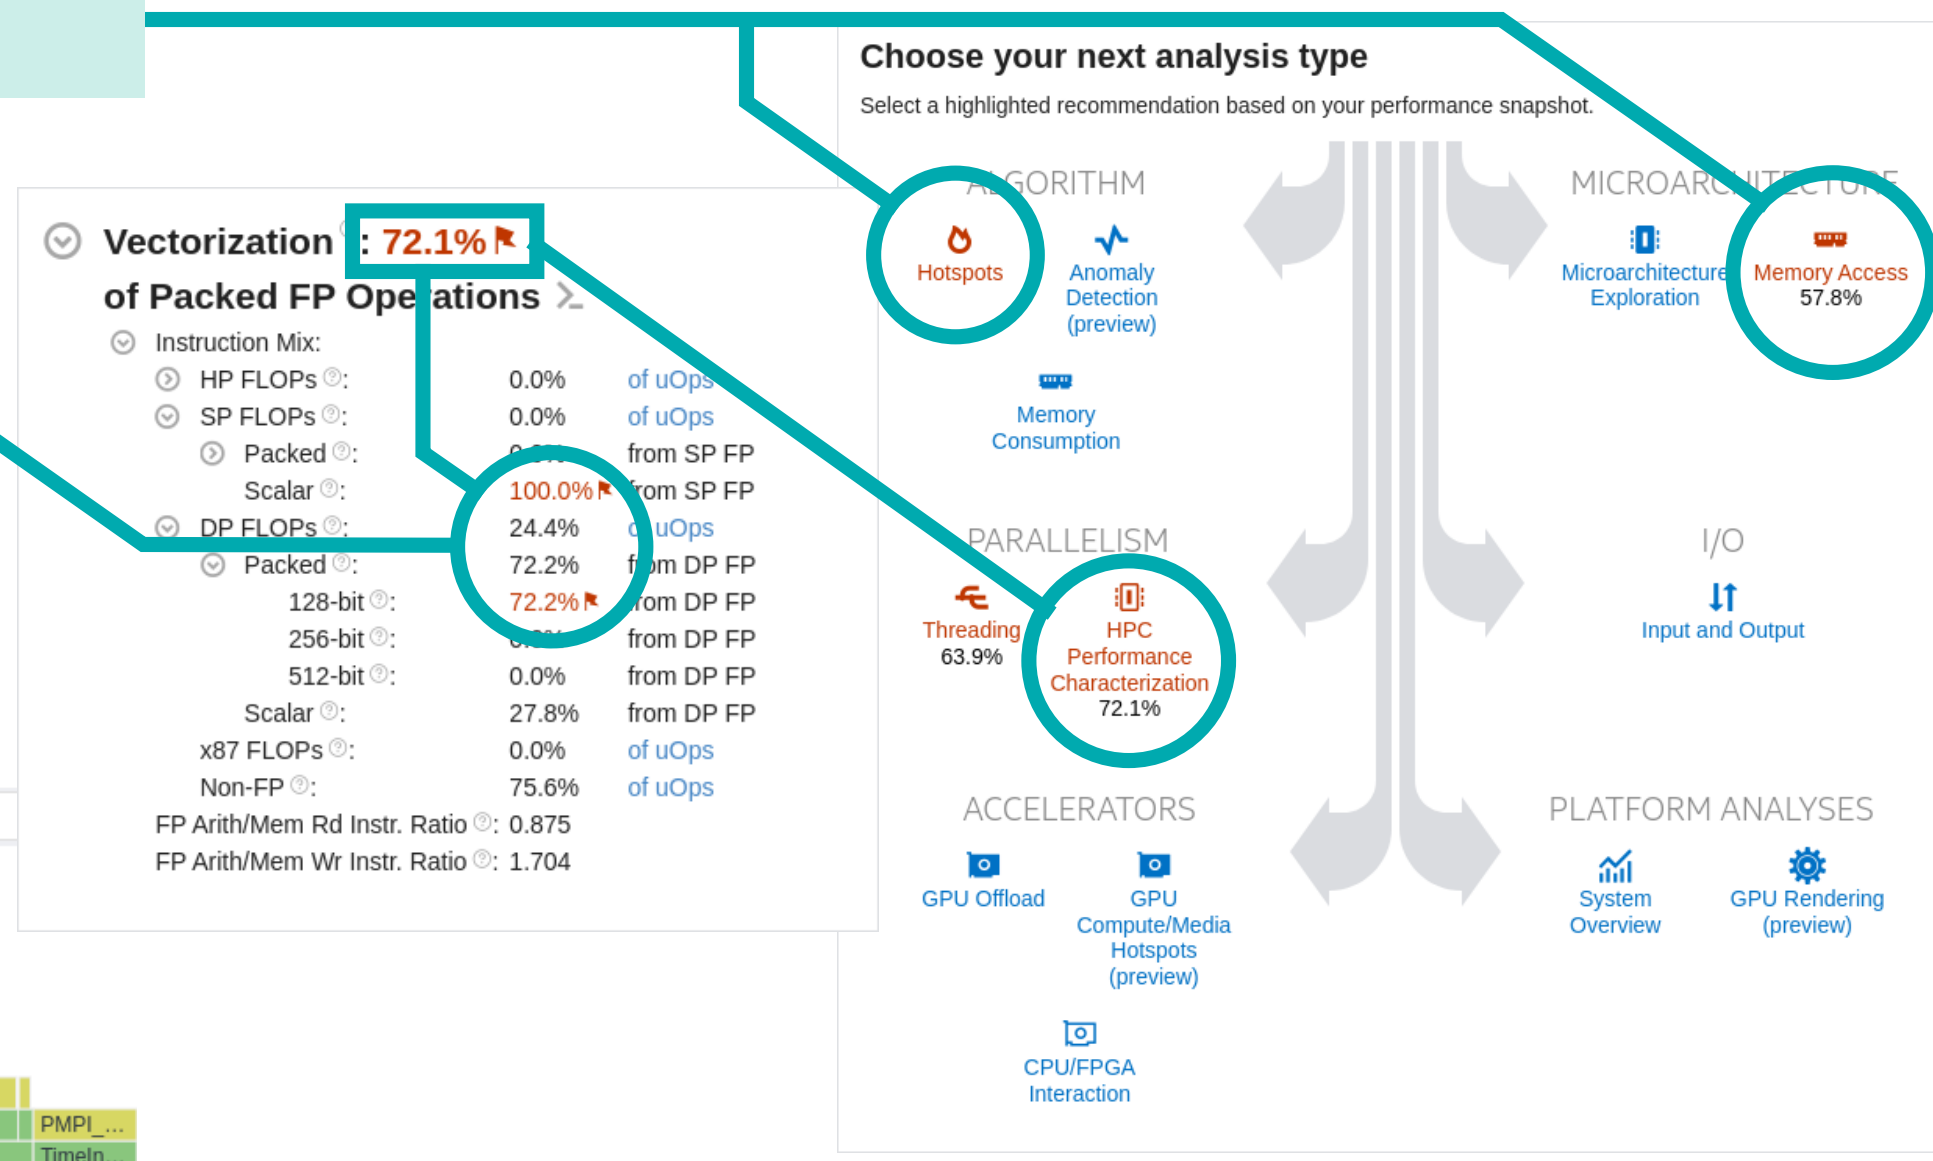 Choose your next analysis type
Select a highlighted recommendation based on your performance snapshot.
Vectorization : 72.1%
of Packed FP Operations
Instruction Mix:
HP FLOPs : 0.0% of uOps
SP FLOPs : 0.0% of uOps
Packed : from SP FP
Scalar : 100.0% from SP FP
DP FLOPs : 24.4% of uOps
Packed : 72.2% from DP FP
128-bit : 72.2% from DP FP
256-bit : from DP FP
512-bit : 0.0% from DP FP
Scalar : 27.8% from DP FP
x87 FLOPs : 0.0% of uOps
Non-FP : 75.6% of uOps
FP Arith/Mem Rd Instr. Ratio : 0.875
FP Arith/Mem Wr Instr. Ratio : 1.704
ALGORITHM
Hotspots
Anomaly
Detection
(preview)
Memory
Consumption
MICROARCHITECTURE
Microarchitecture
Exploration
Memory Access
57.8%
PARALLELISM
Threading
63.9%
HPC
Performance
Characterization
72.1%
I/O
Input and Output
ACCELERATORS
GPU Offload
GPU
Compute/Media
Hotspots
(preview)
CPU/FPGA
Interaction
PLATFORM ANALYSES
System
Overview
GPU Rendering
(preview)
PMPI_...
TimeIn...